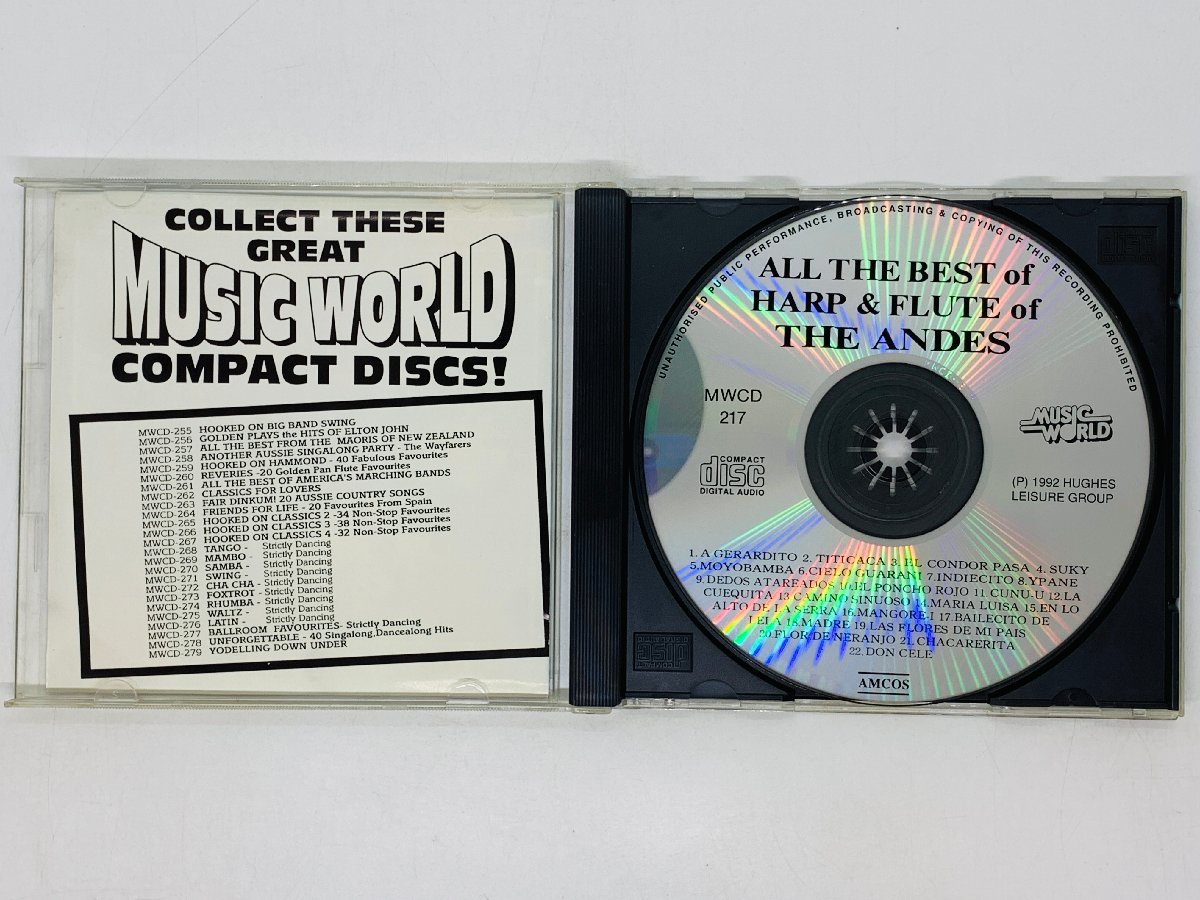 COLLECT THESE
GREAT
MUSIC WORLD
COMPACT DISCS!
MWCD-255 HOOKED ON BIG BAND SWING
MWCD-256 GOLDEN PLAYS the HITS OF ELTON JOHN
MWCD-257 ALL THE BEST FROM THE MAORIS OF NEW ZEALAND
MWCD-258 ANOTHER AUSSIE SINGALONG PARTY - The Wayfarers
MWCD-259 HOOKED ON HAMMOND - 40 Fabulous Favourites
MWCD-260 REVERIES -20 Golden Pan Flute Favourites
MWCD-261 ALL THE BEST OF AMERICA'S MARCHING BANDS
MWCD-262 CLASSICS FOR LOVERS
MWCD-263 FAIR DINKUM! 20 AUSSIE COUNTRY SONGS
MWCD-264 FRIENDS FOR LIFE - 20 Favourites From Spain
MWCD-265 HOOKED ON CLASSICS 2 -34 Non-Stop Favourites
MWCD-266 HOOKED ON CLASSICS 3 -38 Non-Stop Favourites
MWCD-267 HOOKED ON CLASSICS 4 -32 Non-Stop Favourites
MWCD-268 TANGO - Strictly Dancing
MWCD-269 MAMBO - Strictly Dancing
MWCD-270 SAMBA - Strictly Dancing
MWCD-271 SWING - Strictly Dancing
MWCD-272 CHA CHA - Strictly Dancing
MWCD-273 FOXTROT - Strictly Dancing
MWCD-274 RHUMBA - Strictly Dancing
MWCD-275 WALTZ - Strictly Dancing
MWCD-276 LATIN - Strictly Dancing
MWCD-277 BALLROOM FAVOURITES- Strictly Dancing
MWCD-278 UNFORGETTABLE - 40 Singalong,Dancealong Hits
MWCD-279 YODELLING DOWN UNDER
UNAUTHORISED PUBLIC PERFORMANCE, BROADCASTING & COPYING OF THIS RECORDING PROHIBITED
ALL THE BEST of
HARP & FLUTE of
THE ANDES
MWCD
217
COMPACT
disc
DIGITAL AUDIO
MUSIC
WORLD
(P) 1992 HUGHES
LEISURE GROUP
1. A GERARDITO 2. TITICACA 3. EL CONDOR PASA 4. SUKY
5.MOYOBAMBA 6.CIELO GUARANI 7.INDIECITO 8.YPANE
9.DEDOS ATAREADOS 10.EL PONCHO ROJO 11.CUNULU 12.LA
CUEQUITA 13.CAMINO SINUOSO 14.MARIA LUISA 15.EN LO
ALTO DE LA SERRA 16.MANGORE-I 17.BAILECITO DE
LEJA 18.MADRE 19.LAS FLORES DE MI PAIS
20.FLOR DE NERANJO 21.CHACARERITA
22.DON CELE
AMCOS